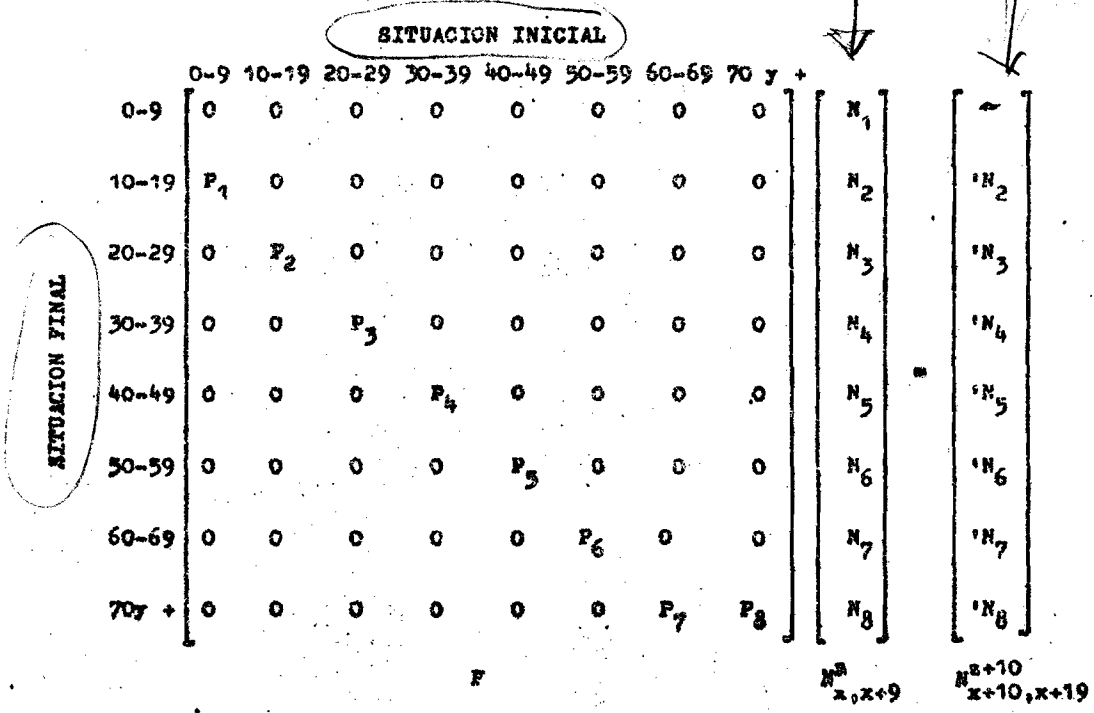 SITUACION INICIAL
0-9 10-19 20-29 30-39 40-49 50-59 60-69 70 y +
0-9 0 0 0 0 0 0 0 0 N₁ ~
10-19 P₁ 0 0 0 0 0 0 0 N₂ 'N₂
20-29 0 P₂ 0 0 0 0 0 0 N₃ 'N₃
30-39 0 0 P₃ 0 0 0 0 0 N₄ 'N₄
SITUACION FINAL
40-49 0 0 0 P₄ 0 0 0 0 N₅ = 'N₅
50-59 0 0 0 0 P₅ 0 0 0 N₆ 'N₆
60-69 0 0 0 0 0 P₆ 0 0 N₇ 'N₇
70y + 0 0 0 0 0 0 P₇ P₈ N₈ 'N₈
N x,x+9 N z+10 x+10,x+19